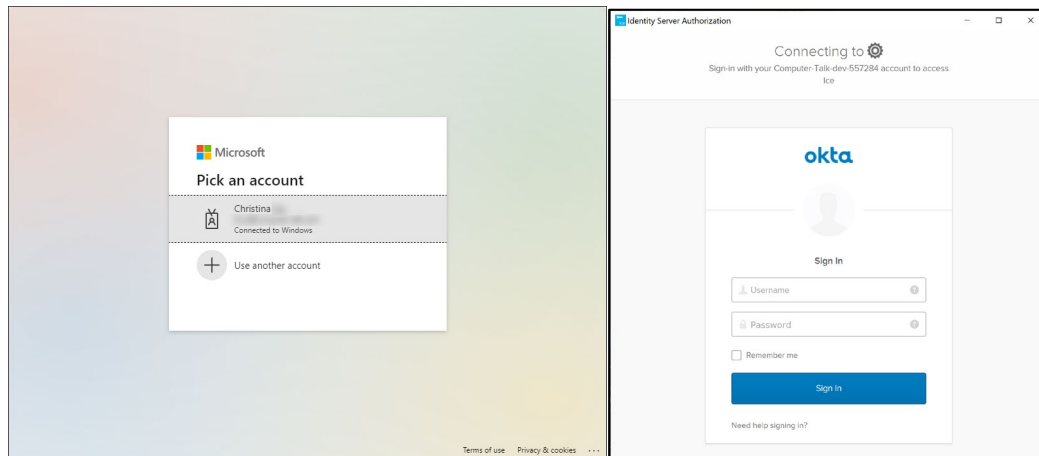 Microsoft
Pick an account
Christina
Connected to Windows
Use another account
Terms of use Privacy & cookies ...
Identity Server Authorization
Connecting to
Sign-in with your Computer-Talk-dev-557284 account to access
Ice
okta
Sign In
Username
Password
Remember me
Sign In
Need help signing in?